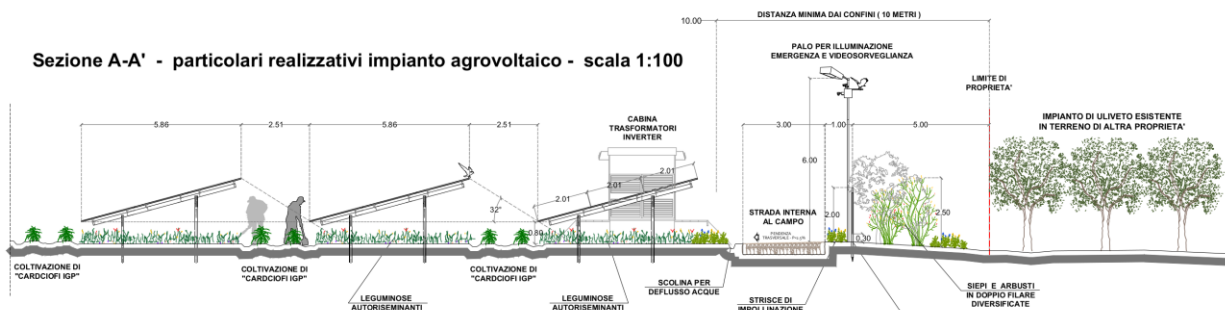 10.00
DISTANZA MINIMA DAI CONFINI ( 10 METRI )
Sezione A-A' - particolari realizzativi impianto agrovoltaico - scala 1:100
PALO PER ILLUMINAZIONE
EMERGENZA E VIDEOSORVEGLIANZA
LIMITE DI
PROPRIETA'
5.86
2.51
5.86
2.51
CABINA
TRASFORMATORI
INVERTER
3.00
1.00
5.00
IMPIANTO DI ULIVETO ESISTENTE
IN TERRENO DI ALTRA PROPRIETA'
6.00
2.01
2.01
2.01
32°
0.80
STRADA INTERNA
AL CAMPO
PENDENZA
TRASVERSALE
2.00
2.50
0.30
COLTIVAZIONE DI
"CARDCIOFI IGP"
COLTIVAZIONE DI
"CARDCIOFI IGP"
COLTIVAZIONE DI
"CARDCIOFI IGP"
LEGUMINOSE
AUTORISEMINANTI
LEGUMINOSE
AUTORISEMINANTI
SCOLINA PER
DEFLUSSO ACQUE
STRISCE DI
IMPOLLINAZIONE
SIEPI E ARBUSTI
IN DOPPIO FILARE
DIVERSIFICATE